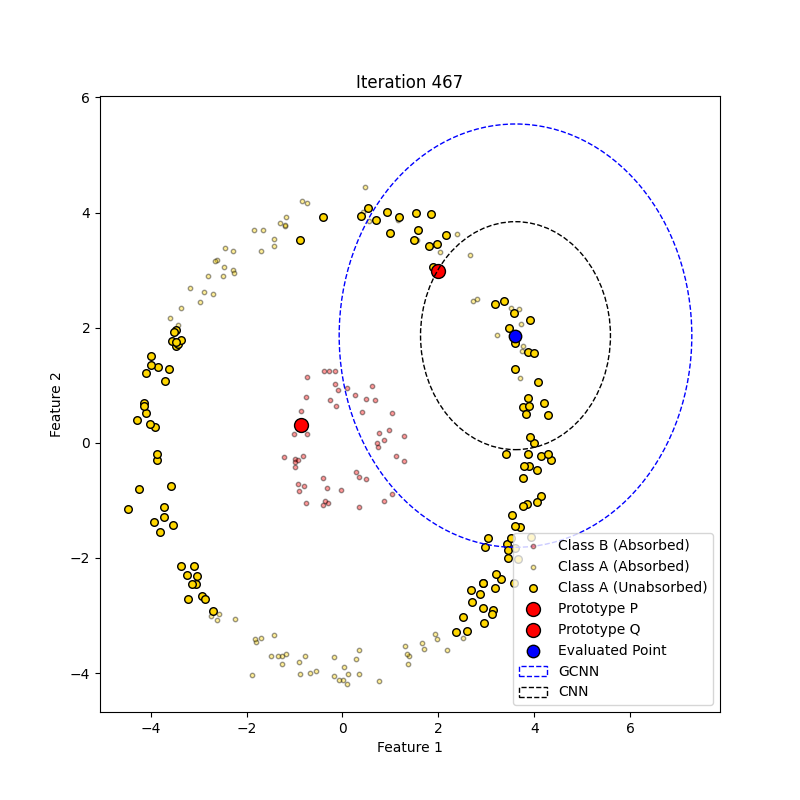 Iteration 467
6
4
2
0
−2
−4
Feature 2
−4
−2
0
2
4
6
Feature 1
Class B (Absorbed)
Class A (Absorbed)
Class A (Unabsorbed)
Prototype P
Prototype Q
Evaluated Point
GCNN
CNN